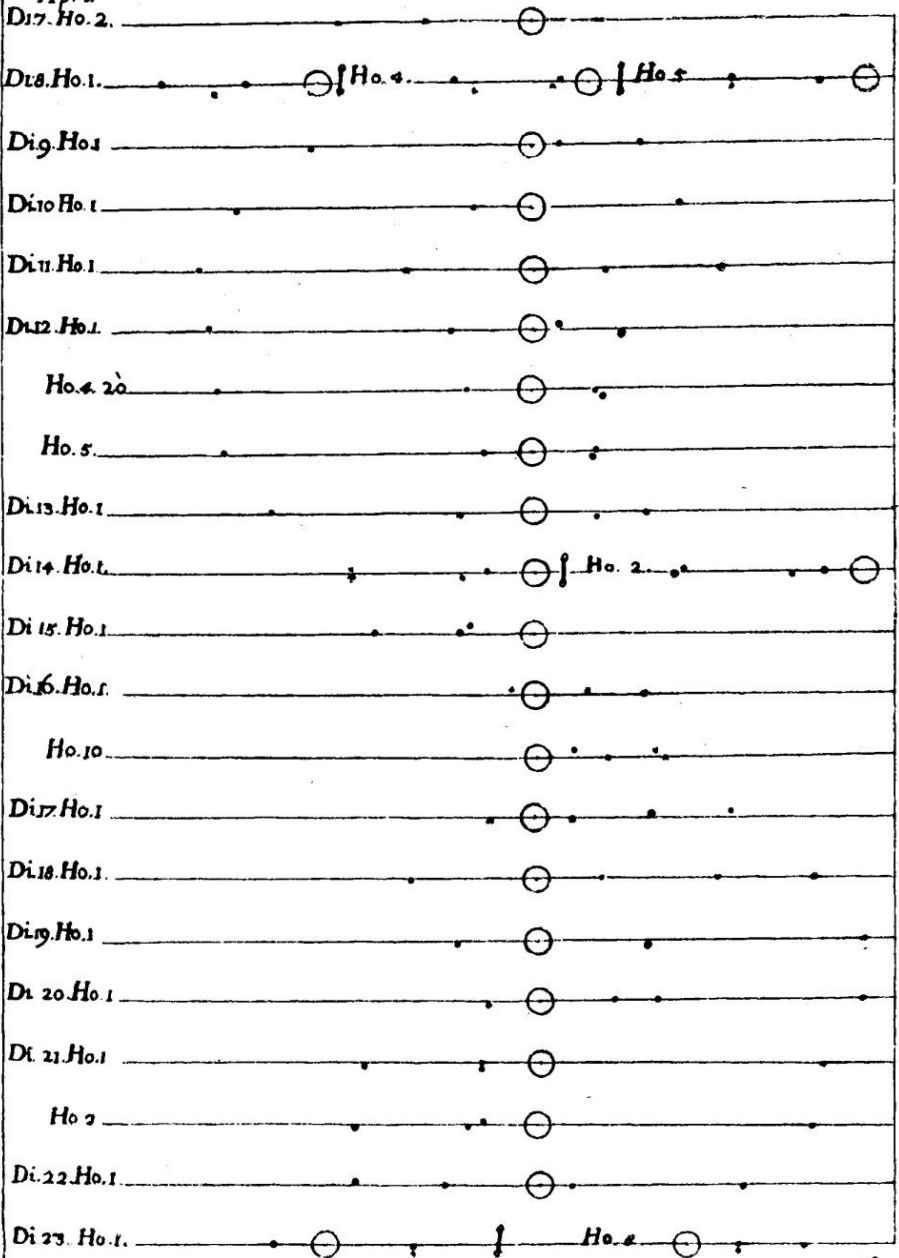 D17. Ho. 2.
Di.8. Ho.1. Ho. 4. Ho. 5
Di.9. Ho.1
Di.10 Ho.1
Di.11. Ho.1
Di.12. Ho.1.
Ho. 4. 20
Ho. 5.
Di.13. Ho.1
Di 14. Ho.1. Ho. 2.
Di 15. Ho.1
Di.16. Ho.1.
Ho. 10
Di.17. Ho.1
Di.18. Ho.1.
Di.19. Ho.1
Di 20. Ho.1
Di. 21. Ho.1
Ho 2
Di. 22. Ho.1
Di 23. Ho.1. Ho.